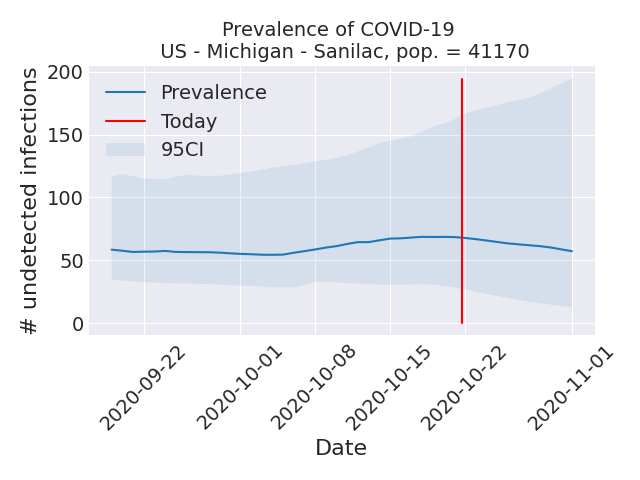 Prevalence of COVID-19
US - Michigan - Sanilac, pop. = 41170
200
150
100
50
0
# undetected infections
Prevalence
Today
95CI
2020-09-22
2020-10-01
2020-10-08
2020-10-15
2020-10-22
2020-11-01
Date